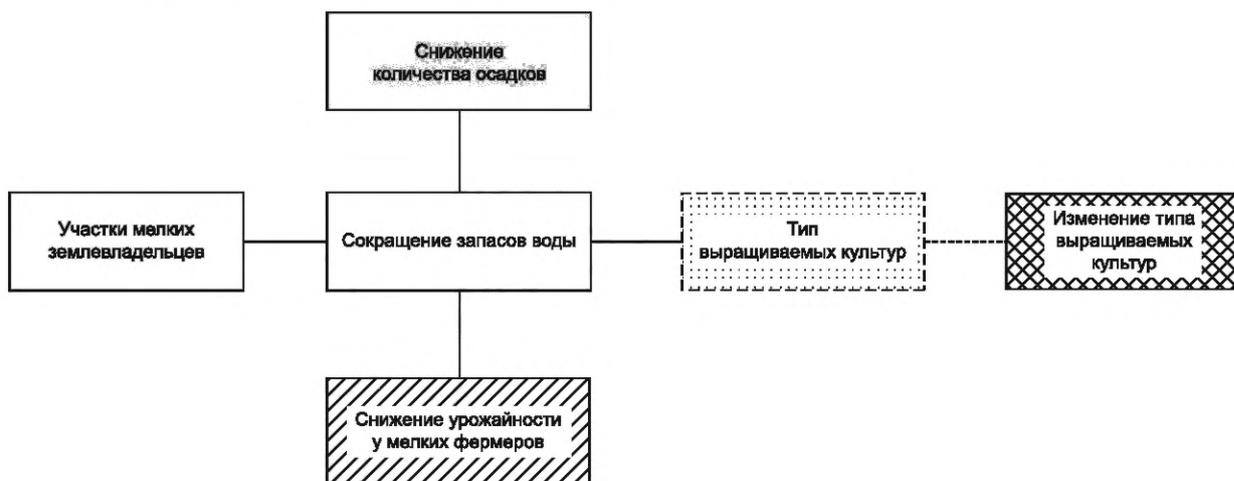 Снижение
количества осадков
Участки мелких
землевладельцев
Сокращение запасов воды
Тип
выращиваемых культур
Изменение типа
выращиваемых
культур
Снижение урожайности
у мелких фермеров